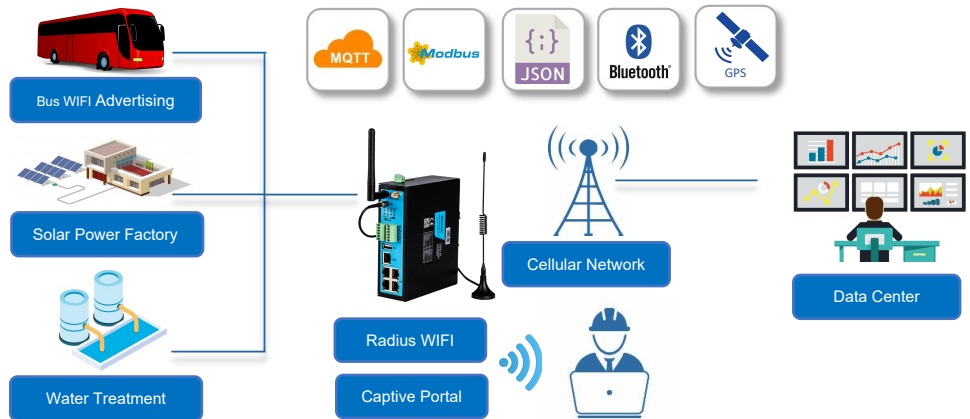 MQTT
Modbus
{;}
JSON
Bluetooth®
GPS
Bus WIFI Advertising
Solar Power Factory
Water Treatment
Radius WIFI
Captive Portal
Cellular Network
Data Center